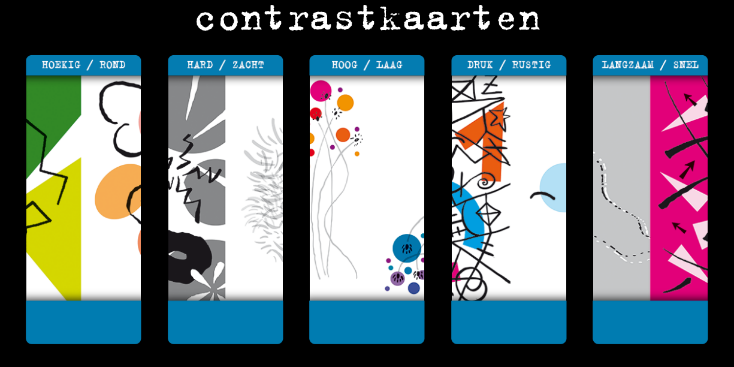 contrastkaarten
HOEKIG / ROND
HARD / ZACHT
HOOG / LAAG
DRUK / RUSTIG
LANGZAAM / SNEL